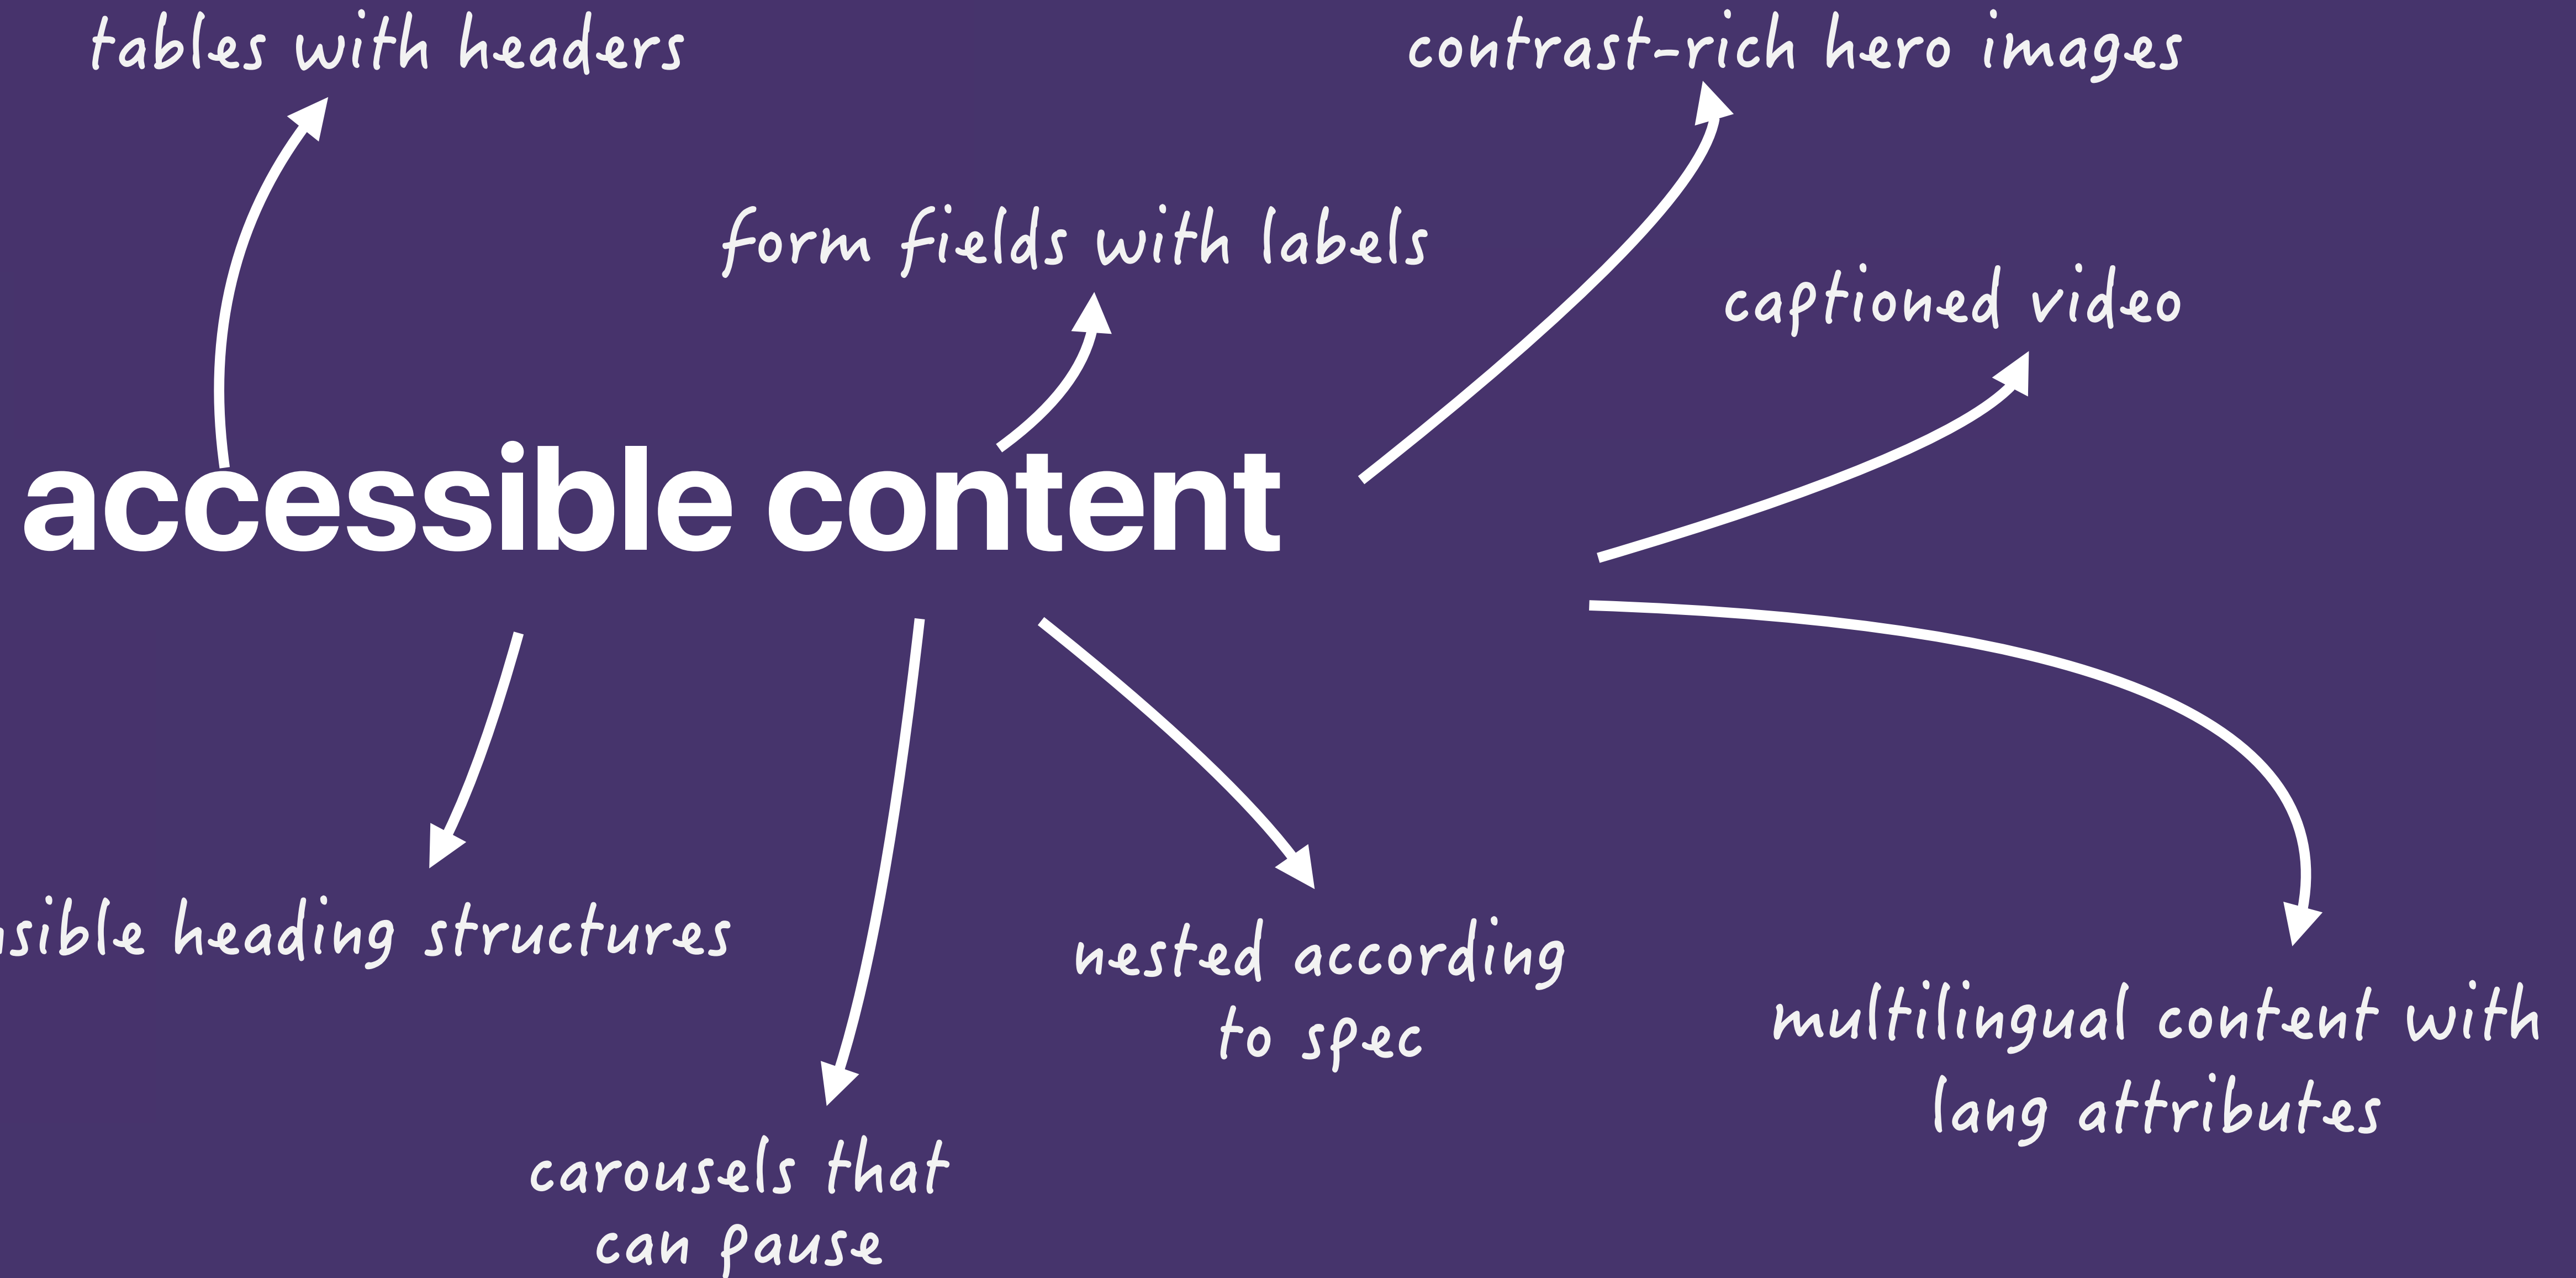 tables with headers
contrast-rich hero images
form fields with labels
captioned video
accessible content
heading structures
nested according
to spec
multilingual content with
lang attributes
carousels that
can pause